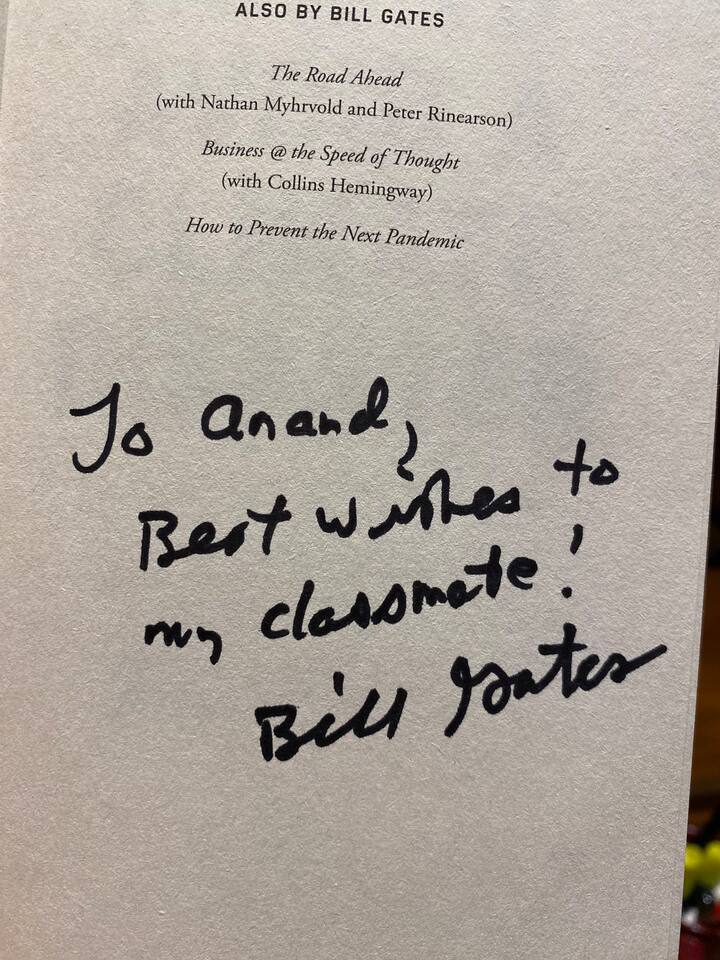 ALSO BY BILL GATES
The Road Ahead
(with Nathan Myhrvold and Peter Rinearson)
Business @ the Speed of Thought
(with Collins Hemingway)
How to Prevent the Next Pandemic
To Anand,
Best wishes to
my classmate!
Bill Gates